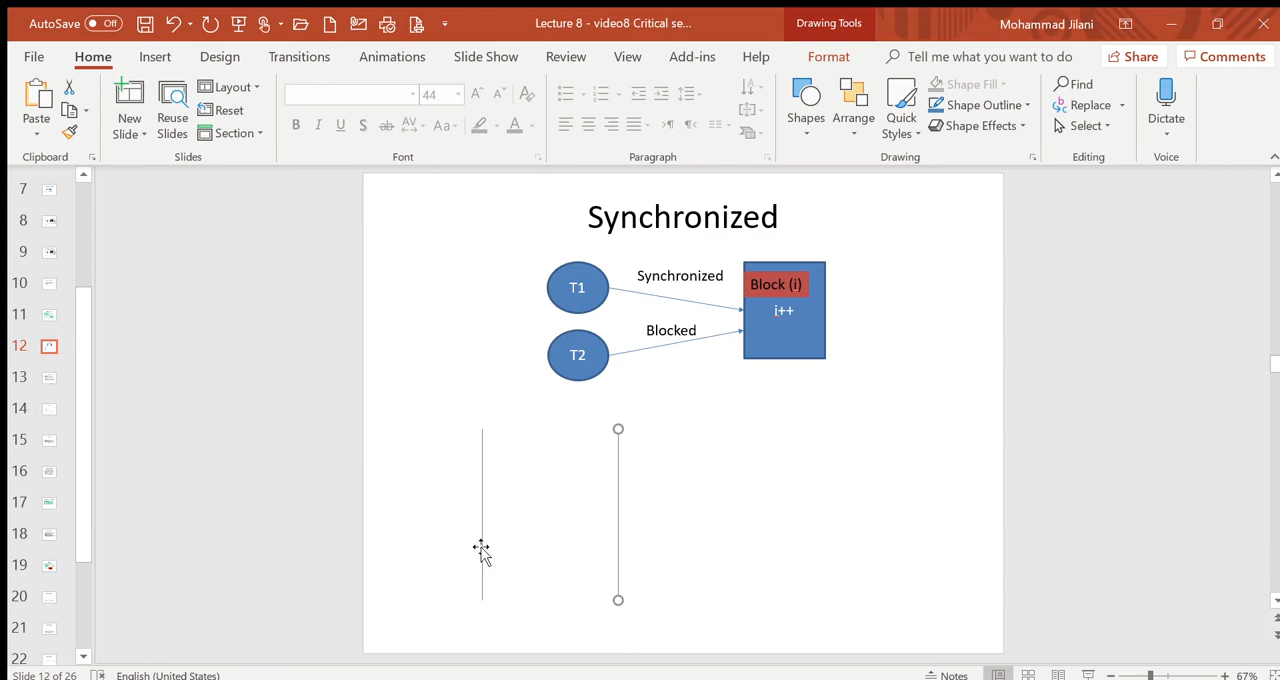 AutoSave Off Lecture 8 - video8 Critical se... Drawing Tools Mohammad Jilani
File Home Insert Design Transitions Animations Slide Show Review View Add-ins Help Format Tell me what you want to do Share Comments
Paste New Slide Reuse Slides Layout Reset Section 44 Shapes Arrange Quick Styles Shape Fill Shape Outline Shape Effects Find Replace Select Dictate
Clipboard Slides Font Paragraph Drawing Editing Voice
7
8
9
10
11
12
13
14
15
16
17
18
19
20
21
22
Synchronized
T1 Synchronized Block (i)
i++
T2 Blocked
Slide 12 of 26 English (United States) Notes 67%